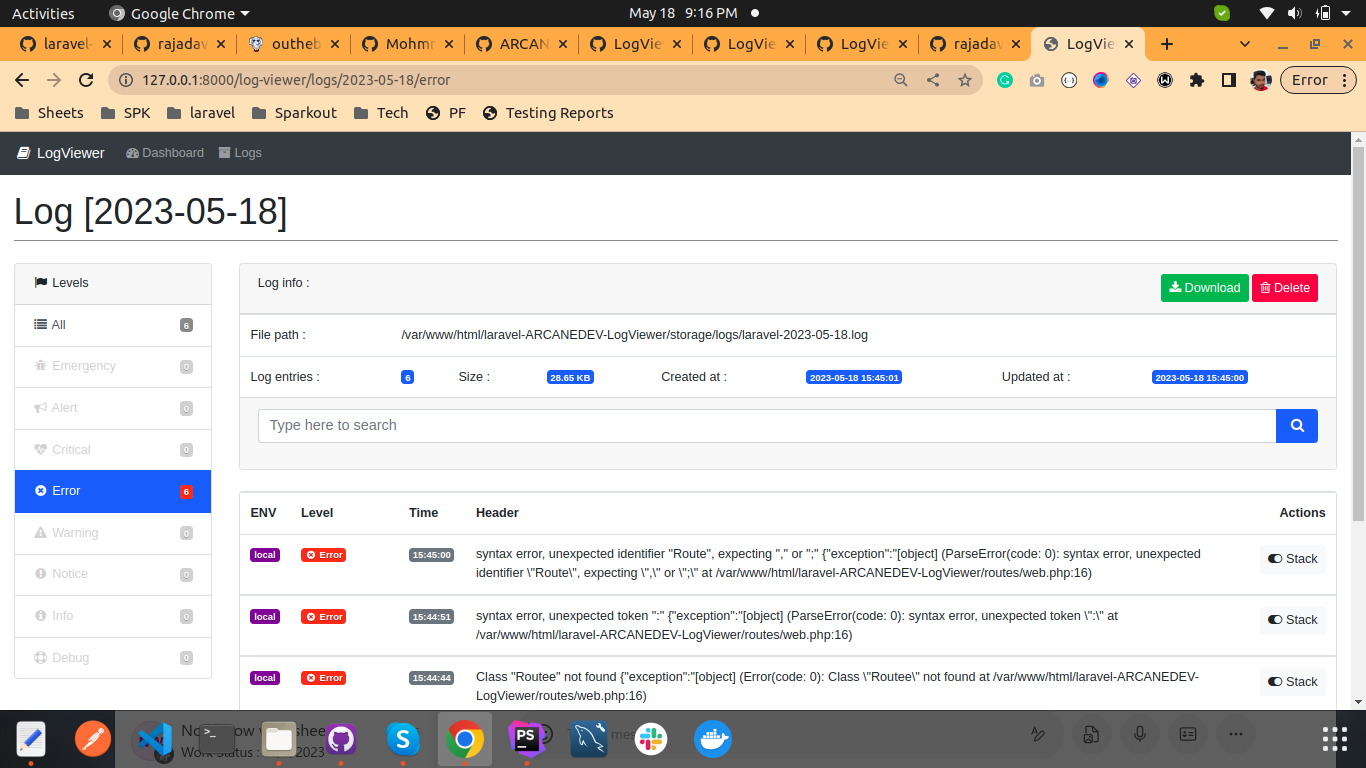 Activities Google Chrome May 18 9:16 PM
laravel- rajadav outheb Mohmm ARCAN LogVie LogVie LogVie rajadav LogVie
127.0.0.1:8000/log-viewer/logs/2023-05-18/error Error
Sheets SPK laravel Sparkout Tech PF Testing Reports
LogViewer Dashboard Logs
Log [2023-05-18]
Levels
All 6
Emergency 0
Alert 0
Critical 0
Error 6
Warning 0
Notice 0
Info 0
Debug 0
Log info : Download Delete
File path : /var/www/html/laravel-ARCANEDEV-LogViewer/storage/logs/laravel-2023-05-18.log
Log entries : 6 Size : 28.65 KB Created at : 2023-05-18 15:45:01 Updated at : 2023-05-18 15:45:00
Type here to search
ENV Level Time Header Actions
local Error 15:45:00 syntax error, unexpected identifier "Route", expecting "," or ";" {"exception":"[object] (ParseError(code: 0): syntax error, unexpected Stack
identifier \"Route\", expecting \",\" or \";\" at /var/www/html/laravel-ARCANEDEV-LogViewer/routes/web.php:16)
local Error 15:44:51 syntax error, unexpected token ":" {"exception":"[object] (ParseError(code: 0): syntax error, unexpected token \":\" at Stack
/var/www/html/laravel-ARCANEDEV-LogViewer/routes/web.php:16)
local Error 15:44:44 Class "Routee" not found {"exception":"[object] (Error(code: 0): Class \"Routee\" not found at /var/www/html/laravel-ARCANEDEV- Stack
LogViewer/routes/web.php:16)
PS